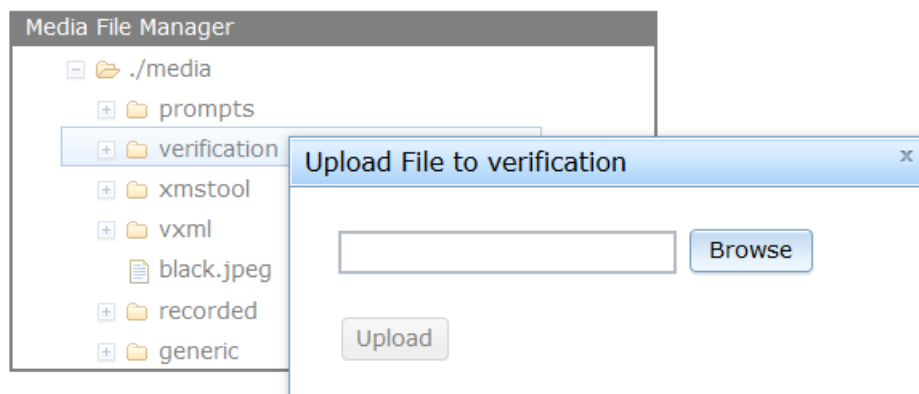 Media File Manager
./media
prompts
verification
xmstool
vxml
black.jpeg
recorded
generic
Upload File to verification
x
Browse
Upload